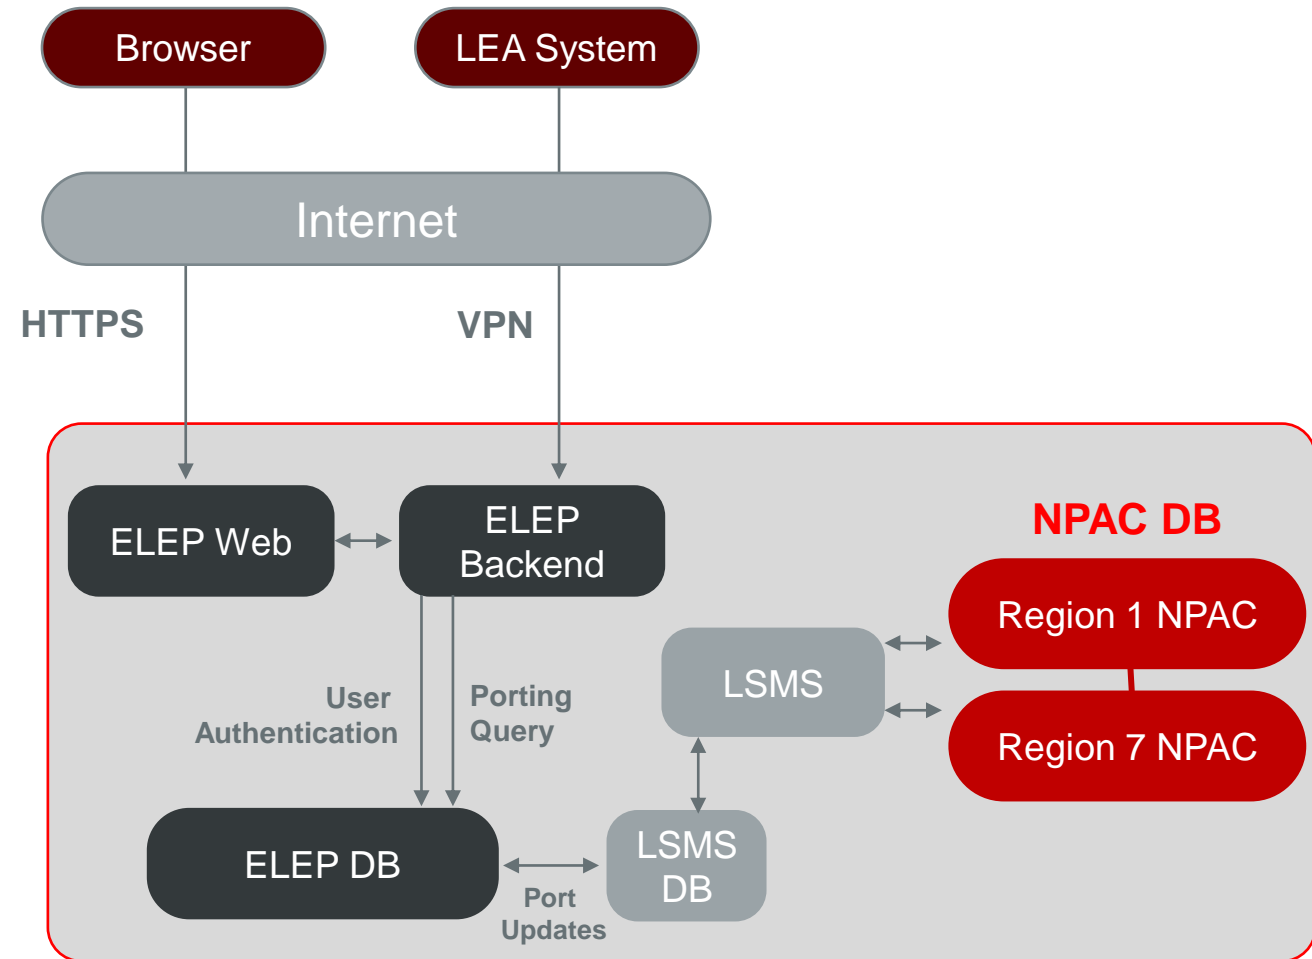 Browser
LEA System
Internet
HTTPS
VPN
ELEP Web
ELEP
Backend
NPAC DB
Region 1 NPAC
LSMS
Region 7 NPAC
User
Authentication
Porting
Query
ELEP DB
LSMS
DB
Port
Updates